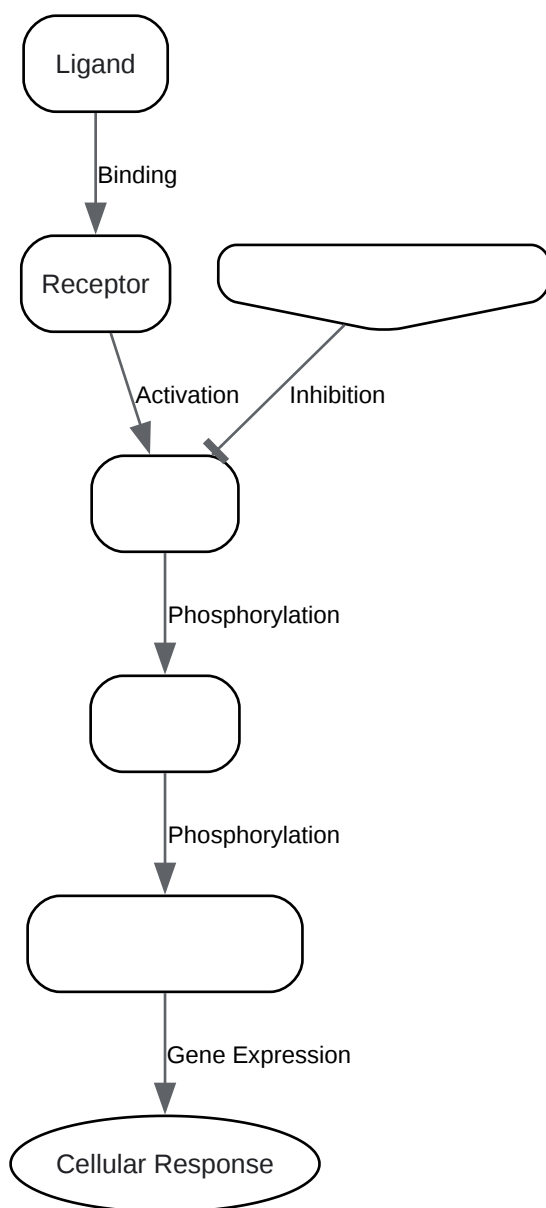 Ligand
Binding
Receptor
Activation
Inhibition
Phosphorylation
Phosphorylation
Gene Expression
Cellular Response